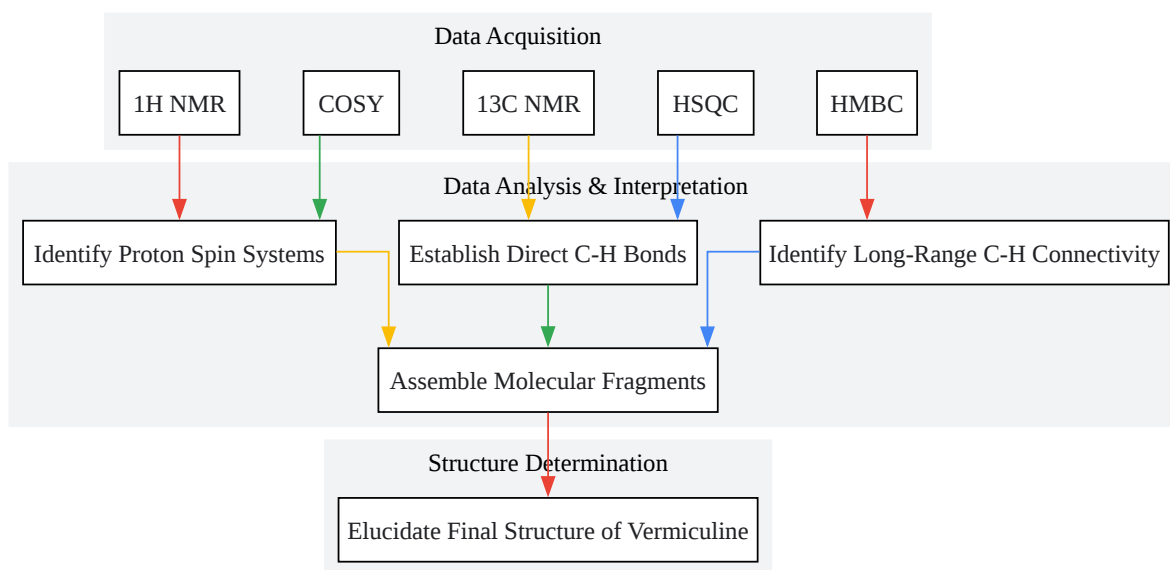 Data Acquisition
1H NMR
COSY
13C NMR
HSQC
HMBC
Data Analysis & Interpretation
Identify Proton Spin Systems
Establish Direct C-H Bonds
Identify Long-Range C-H Connectivity
Assemble Molecular Fragments
Structure Determination
Elucidate Final Structure of Vermiculine